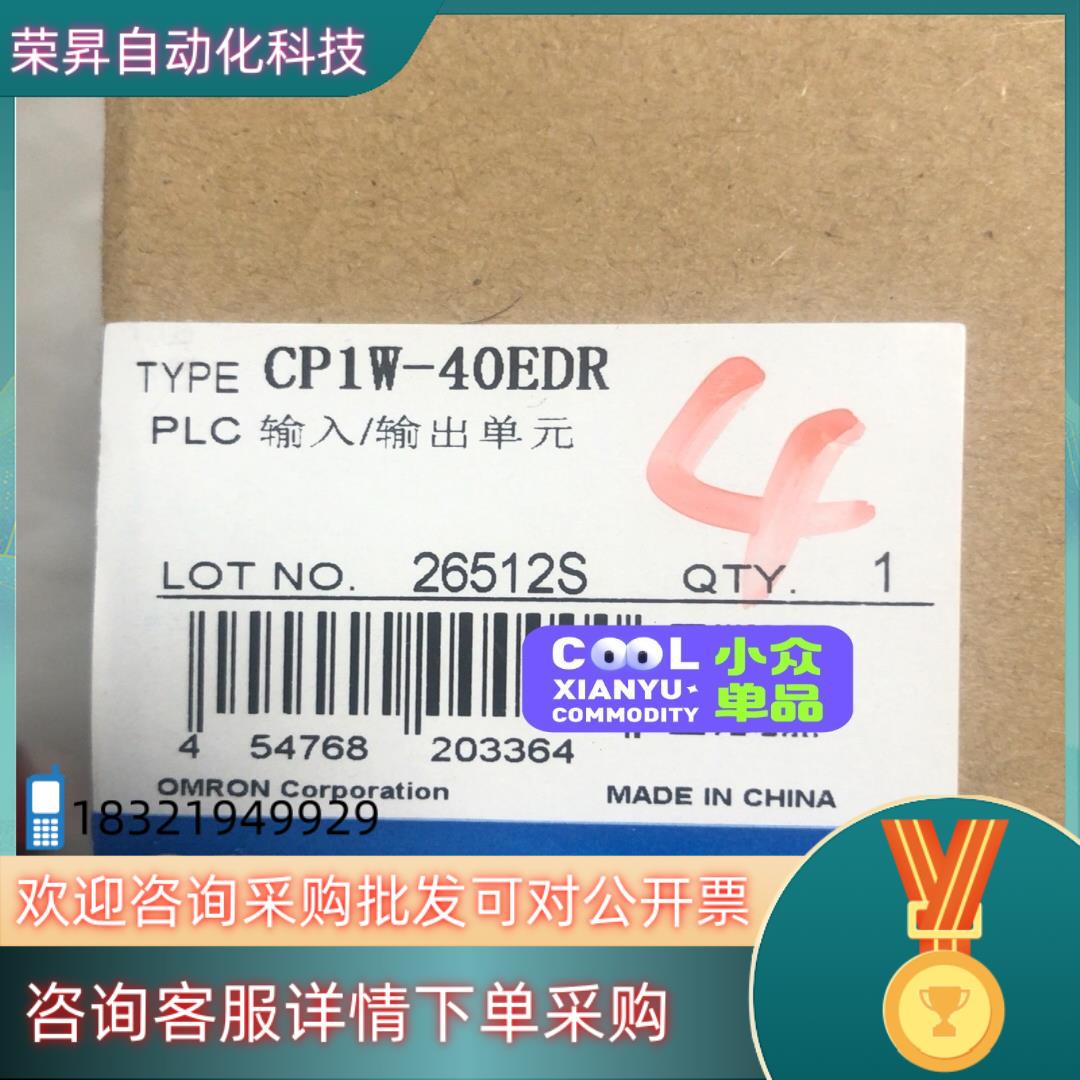 荣昇自动化科技
TYPE CP1W-40EDR
PLC 输入/输出单元
4
LOT NO. 26512S QTY. 1
COOL 小众
XIANYU 单品
COMMODITY
4 54768 203364
OMRON Corporation MADE IN CHINA
18321949929
欢迎咨询采购批发可对公开票
咨询客服详情下单采购